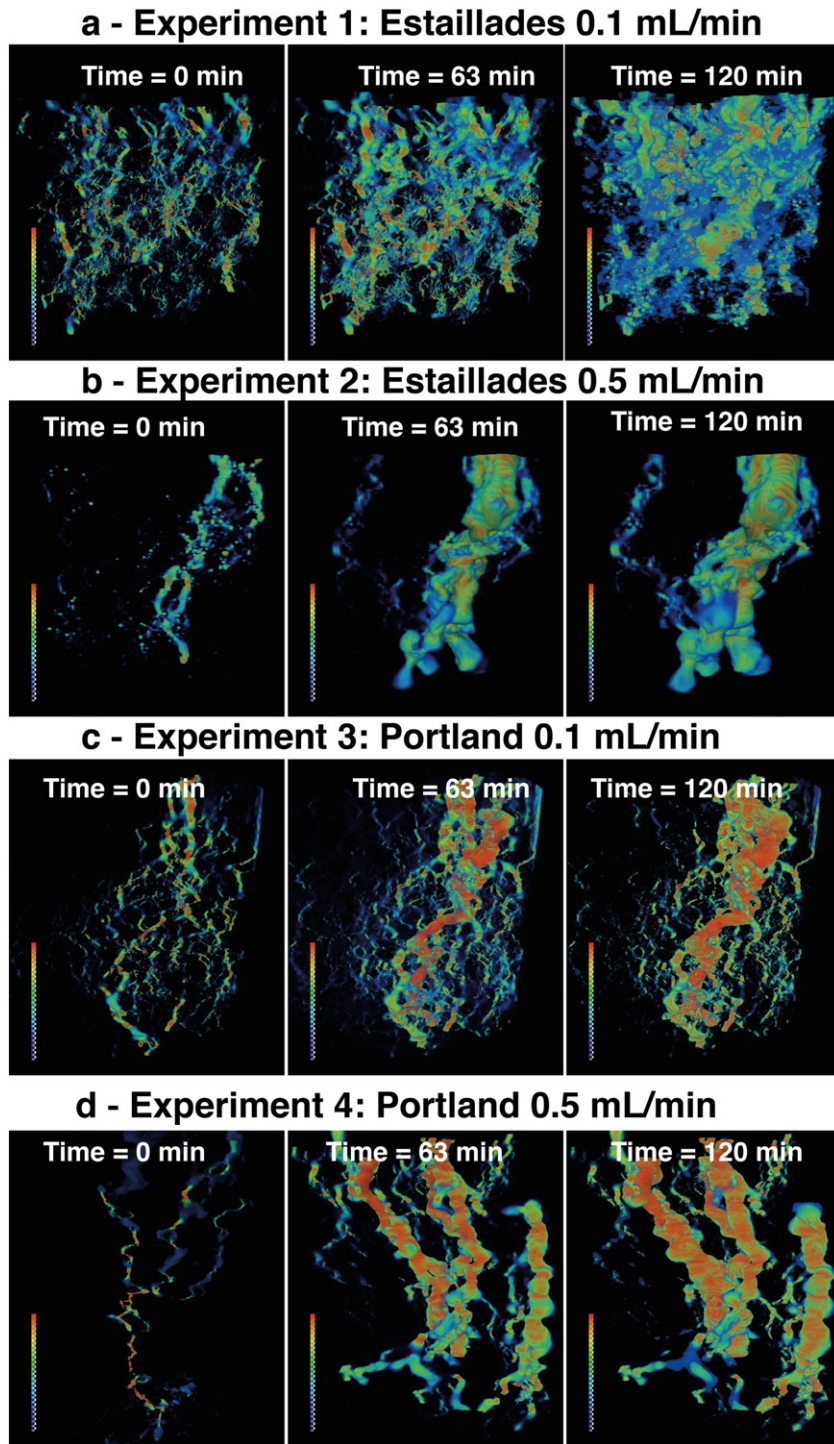 a - Experiment 1: Estaillades 0.1 mL/min
Time = 0 min
Time = 63 min
Time = 120 min
b - Experiment 2: Estaillades 0.5 mL/min
Time = 0 min
Time = 63 min
Time = 120 min
c - Experiment 3: Portland 0.1 mL/min
Time = 0 min
Time = 63 min
Time = 120 min
d - Experiment 4: Portland 0.5 mL/min
Time = 0 min
Time = 63 min
Time = 120 min